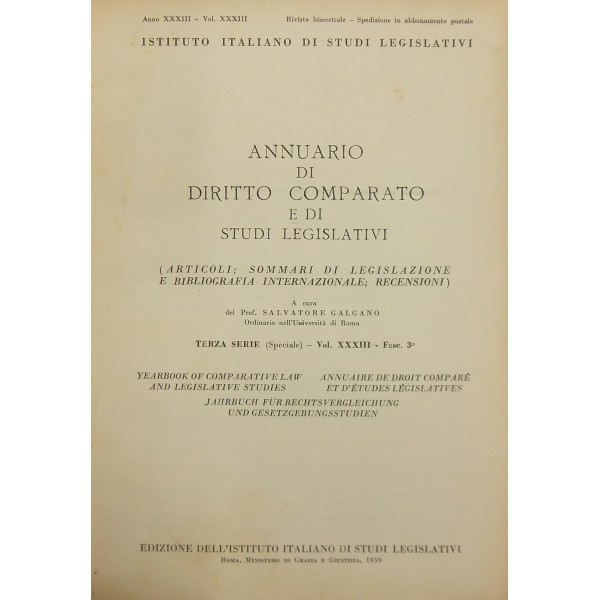 Anno XXXIII - Vol. XXXIII Rivista bimestrale - Spedizione in abbonamento postale
ISTITUTO ITALIANO DI STUDI LEGISLATIVI
ANNUARIO
DI
DIRITTO COMPARATO
E DI
STUDI LEGISLATIVI
(ARTICOLI; SOMMARI DI LEGISLAZIONE
E BIBLIOGRAFIA INTERNAZIONALE; RECENSIONI)
A cura
del Prof. SALVATORE GALGANO
Ordinario nell'Università di Roma
TERZA SERIE (Speciale) - Vol. XXXIII - Fasc. 3º
YEARBOOK OF COMPARATIVE LAW
AND LEGISLATIVE STUDIES
ANNUAIRE DE DROIT COMPARÉ
ET D'ÉTUDES LÉGISLATIVES
JAHRBUCH FÜR RECHTSVERGLEICHUNG
UND GESETZGEBUNGSSTUDIEN
EDIZIONE DELL'ISTITUTO ITALIANO DI STUDI LEGISLATIVI
ROMA, MINISTERO DI GRAZIA E GIUSTIZIA, 1959